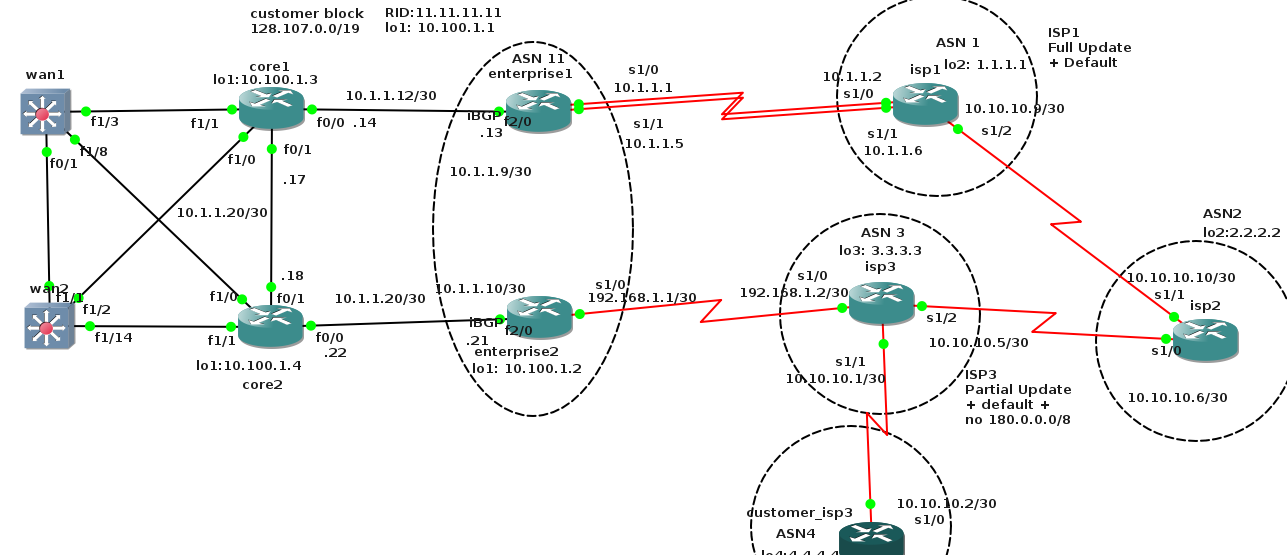 customer block
128.107.0.0/19
RID:11.11.11.11
lo1: 10.100.1.1
wan1
f1/3
f1/8
f0/1
core1
lo1:10.100.1.3
f1/1
f0/0
.14
f1/0
f0/1
.17
10.1.1.12/30
10.1.1.20/30
ASN 11
enterprise1
iBGP
f2/0
.13
s1/0
10.1.1.1
s1/1
10.1.1.5
10.1.1.9/30
ASN 1
isp1
lo2: 1.1.1.1
10.1.1.2
s1/0
s1/1
10.1.1.6
10.10.10.9/30
s1/2
ISP1
Full Update
+ Default
wan2
f1/1
f1/2
f1/14
.18
f1/0
f0/1
f1/1
f0/0
.22
lo1:10.100.1.4
core2
10.1.1.20/30
10.1.1.10/30
iBGP
f2/0
.21
enterprise2
lo1: 10.100.1.2
s1/0
192.168.1.1/30
ASN 3
lo3: 3.3.3.3
isp3
s1/0
192.168.1.2/30
s1/2
10.10.10.5/30
s1/1
10.10.10.1/30
ISP3
Partial Update
+ default +
no 180.0.0.0/8
ASN2
lo2:2.2.2.2
10.10.10.10/30
s1/1
isp2
s1/0
10.10.10.6/30
10.10.10.2/30
s1/0
customer_isp3
ASN4
lo4:4.4.4.4